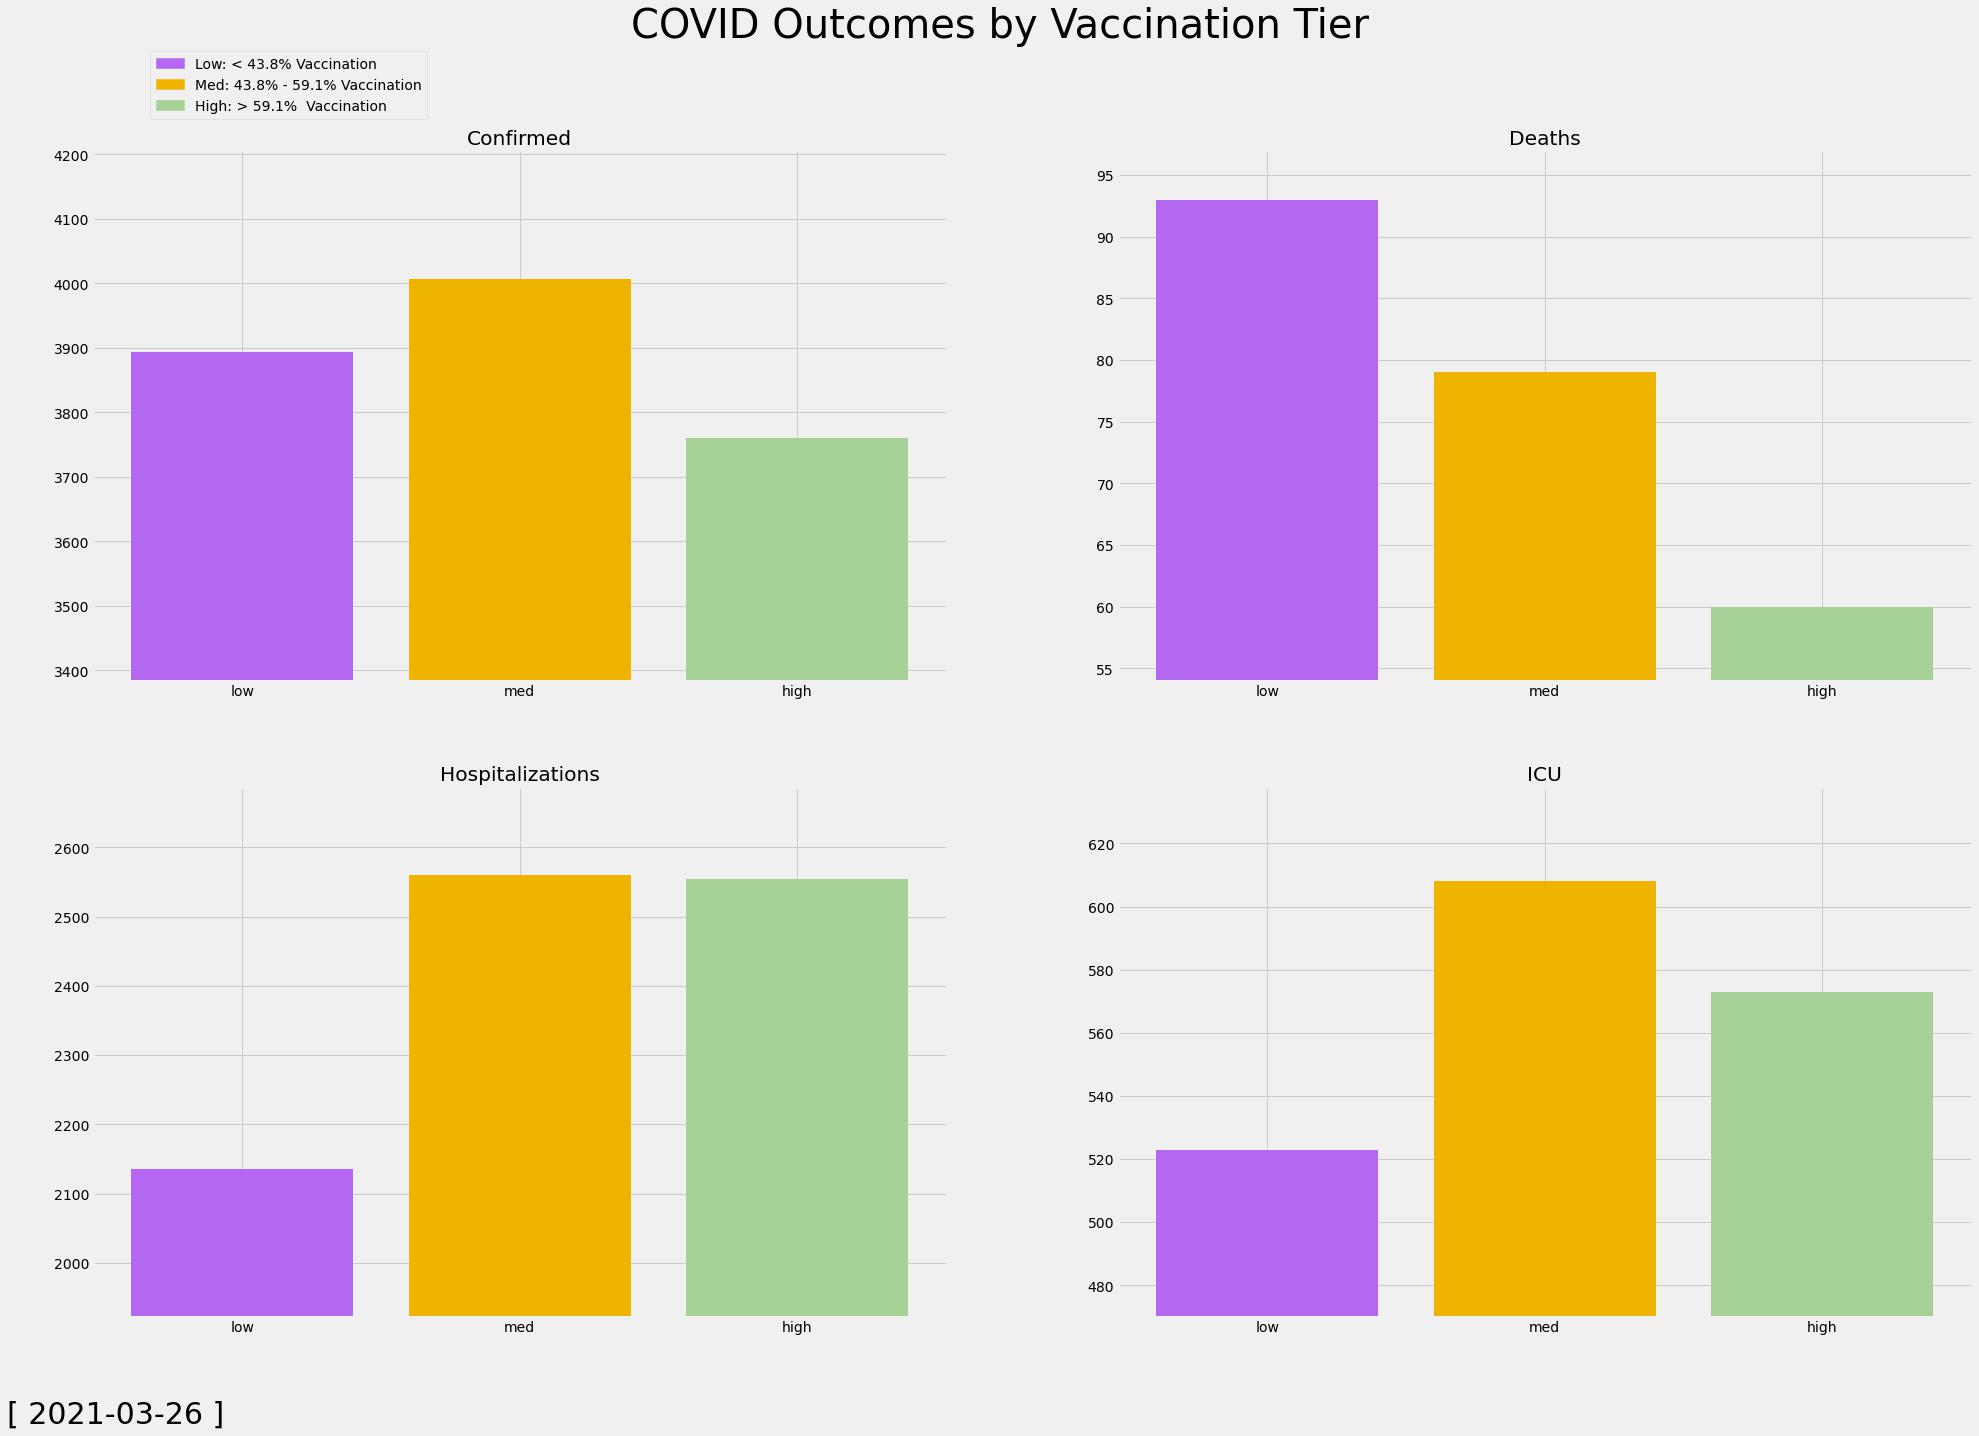 COVID Outcomes by Vaccination Tier
Low: < 43.8% Vaccination
Med: 43.8% - 59.1% Vaccination
High: > 59.1%  Vaccination
Confirmed
4200
4100
4000
3900
3800
3700
3600
3500
3400
low med high
Deaths
95
90
85
80
75
70
65
60
55
low med high
Hospitalizations
2600
2500
2400
2300
2200
2100
2000
low med high
ICU
620
600
580
560
540
520
500
480
low med high
[ 2021-03-26 ]